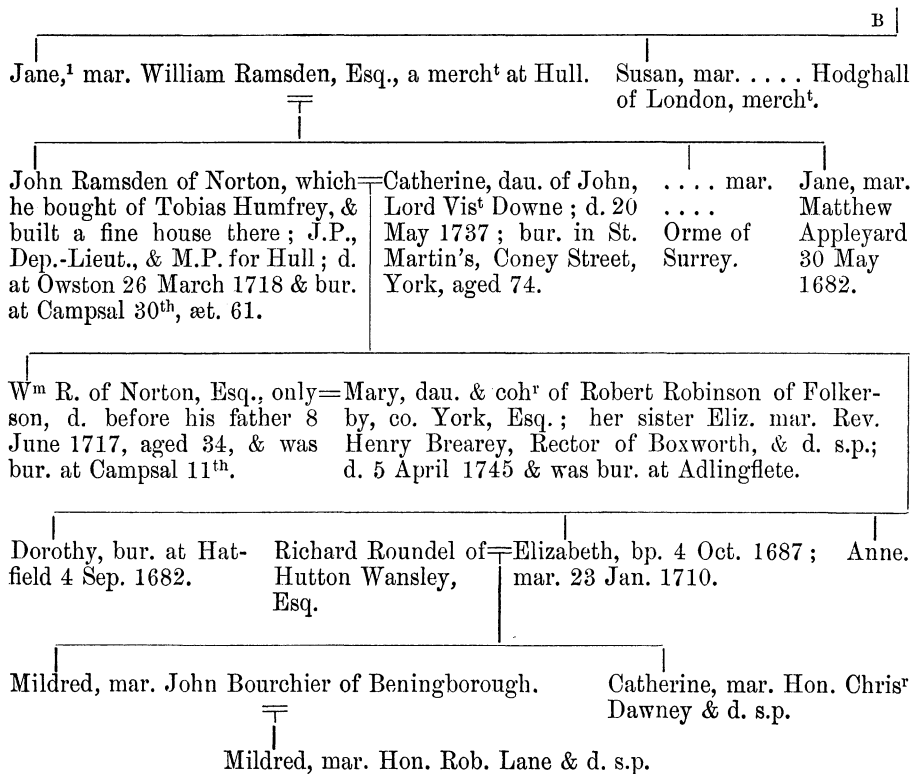 B
Jane,¹ mar. William Ramsden, Esq., a merchᵗ at Hull.
Susan, mar. . . . . . Hodghall
of London, merchᵗ.
John Ramsden of Norton, which
he bought of Tobias Humfrey, &
built a fine house there ; J.P.,
Dep.-Lieut., & M.P. for Hull ; d.
at Owston 26 March 1718 & bur.
at Campsal 30ᵗʰ, æt. 61.
Catherine, dau. of John,
Lord Visᵗ Downe ; d. 20
May 1737 ; bur. in St.
Martin's, Coney Street,
York, aged 74.
. . . . mar.
. . . .
Orme of
Surrey.
Jane, mar.
Matthew
Appleyard
30 May
1682.
Wᵐ R. of Norton, Esq., only
son, d. before his father 8
June 1717, aged 34, & was
bur. at Campsal 11ᵗʰ.
Mary, dau. & cohʳ of Robert Robinson of Folker-
by, co. York, Esq. ; her sister Eliz. mar. Rev.
Henry Brearey, Rector of Boxworth, & d. s.p.;
d. 5 April 1745 & was bur. at Adlingflete.
Dorothy, bur. at Hat-
field 4 Sep. 1682.
Richard Roundel of
Hutton Wansley,
Esq.
Elizabeth, bp. 4 Oct. 1687 ;
mar. 23 Jan. 1710.
Anne.
Mildred, mar. John Bourchier of Beningborough.
Catherine, mar. Hon. Chrisʳ
Dawney & d. s.p.
Mildred, mar. Hon. Rob. Lane & d. s.p.